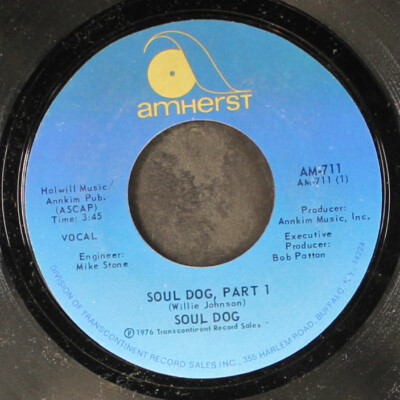 amherst
AM-711
AM-711 (1)
Holwill Music/
Annkim Pub.
(ASCAP)
Time: 3:45
VOCAL
Engineer:
Mike Stone
Producer:
Annkim Music, Inc.
Executive
Producer:
Bob Patton
SOUL DOG, PART 1
(Willie Johnson)
SOUL DOG
℗ 1976 Transcontinent Record Sales
DIVISION OF TRANSCONTINENT RECORD SALES INC., 355 HARLEM ROAD, BUFFALO, N.Y. 14224